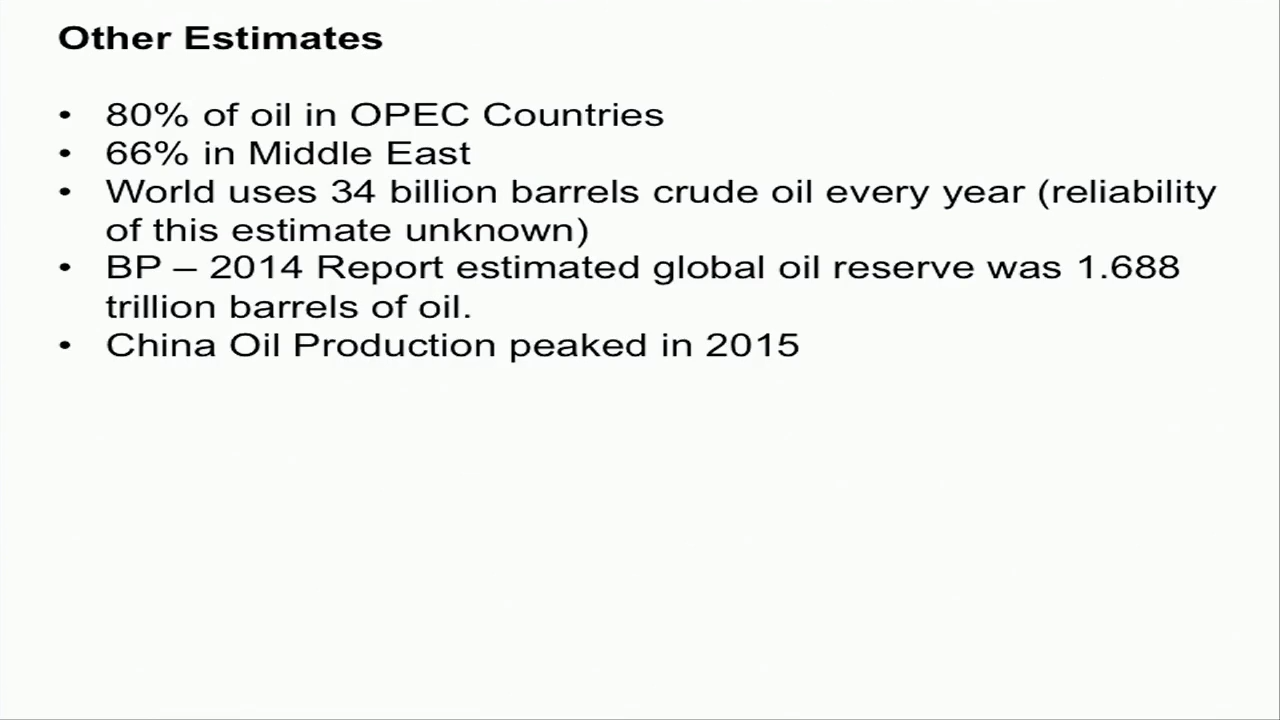 Other Estimates
• 80% of oil in OPEC Countries
• 66% in Middle East
• World uses 34 billion barrels crude oil every year (reliability
of this estimate unknown)
• BP – 2014 Report estimated global oil reserve was 1.688
trillion barrels of oil.
• China Oil Production peaked in 2015